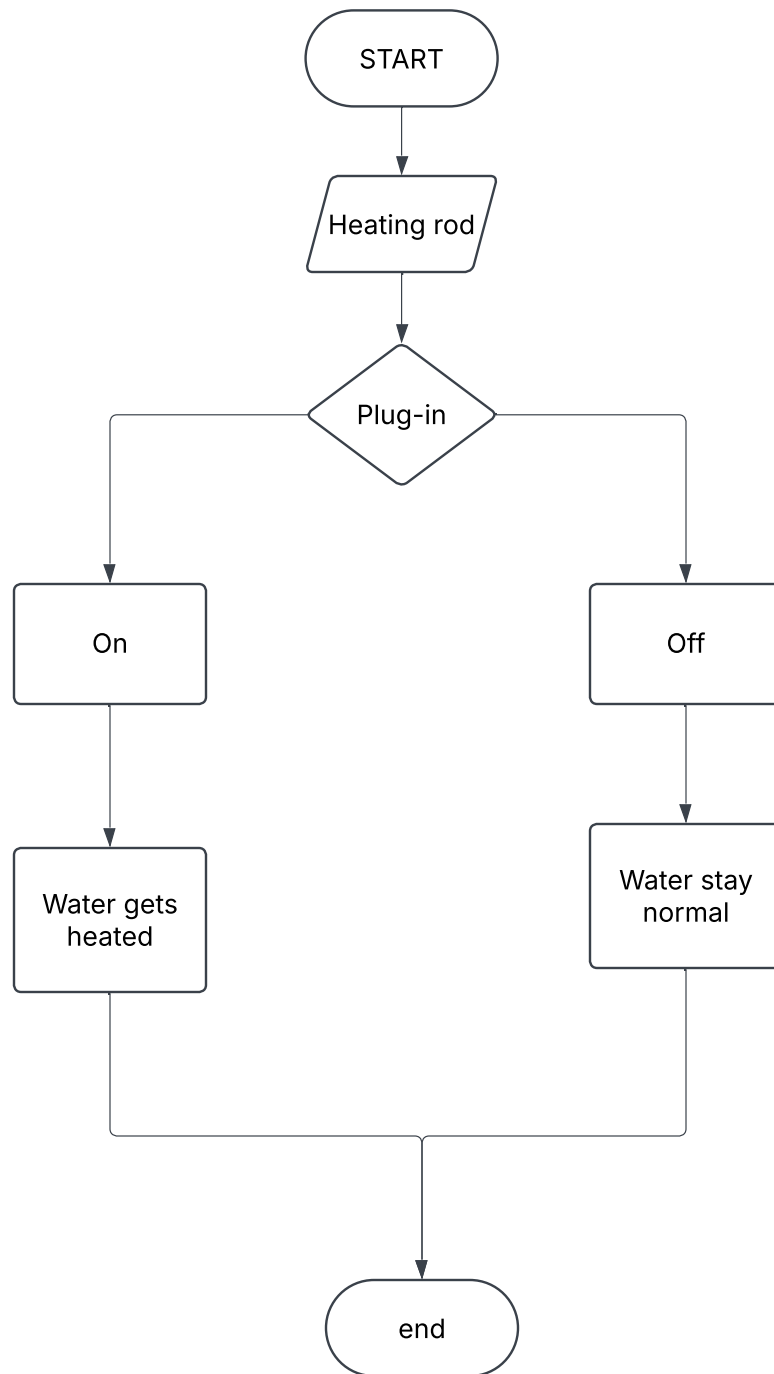 START
Heating rod
Plug-in
On
Off
Water gets
heated
Water stay
normal
end